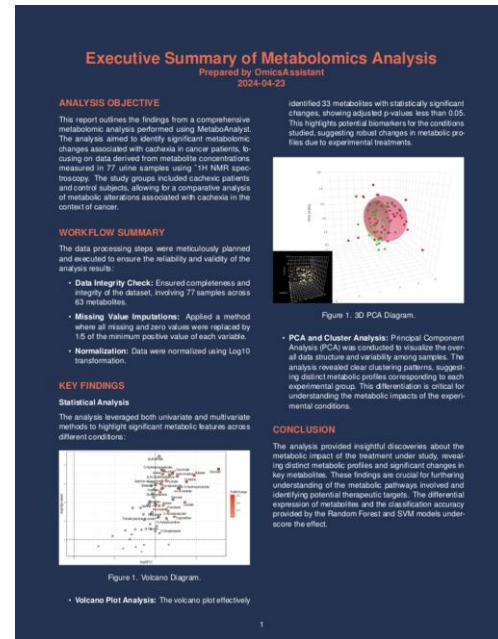 Executive Summary of Metabolomics Analysis
Prepared by OmicsAssistant
2024-04-23
ANALYSIS OBJECTIVE
This report outlines the findings from a comprehensive
metabolomic analysis performed using MetaboAnalyst.
The analysis aimed to identify significant metabolomic
changes associated with cachexia in cancer patients, fo-
cusing on data derived from metabolite concentrations
measured in 77 urine samples using ¨1H NMR spec-
troscopy. The study groups included cachexic patients
and control subjects, allowing for a comparative analysis
of metabolic alterations associated with cachexia in the
context of cancer.
WORKFLOW SUMMARY
The data processing steps were meticulously planned
and executed to ensure the reliability and validity of the
analysis results:
• Data Integrity Check: Ensured completeness and
integrity of the dataset, involving 77 samples across
63 metabolites.
• Missing Value Imputations: Applied a method
where all missing and zero values were replaced by
1/5 of the minimum positive value of each variable.
• Normalization: Data were normalized using Log10
transformation.
KEY FINDINGS
Statistical Analysis
The analysis leveraged both univariate and multivariate
methods to highlight significant metabolic features across
different conditions:
Figure 1. Volcano Diagram.
• Volcano Plot Analysis: The volcano plot effectively
identified 33 metabolites with statistically significant
changes, showing adjusted p-values less than 0.05.
This highlights potential biomarkers for the conditions
studied, suggesting robust changes in metabolic pro-
files due to experimental treatments.
Figure 1. 3D PCA Diagram.
• PCA and Cluster Analysis: Principal Component
Analysis (PCA) was conducted to visualize the over-
all data structure and variability among samples. The
analysis revealed clear clustering patterns, suggest-
ing distinct metabolic profiles corresponding to each
experimental group. This differentiation is critical for
understanding the metabolic impacts of the experi-
mental conditions.
CONCLUSION
The analysis provided insightful discoveries about the
metabolic impact of the treatment under study, reveal-
ing distinct metabolic profiles and significant changes in
key metabolites. These findings are crucial for furthering
understanding of the metabolic pathways involved and
identifying potential therapeutic targets. The differential
expression of metabolites and the classification accuracy
provided by the Random Forest and SVM models under-
score the effect.
1